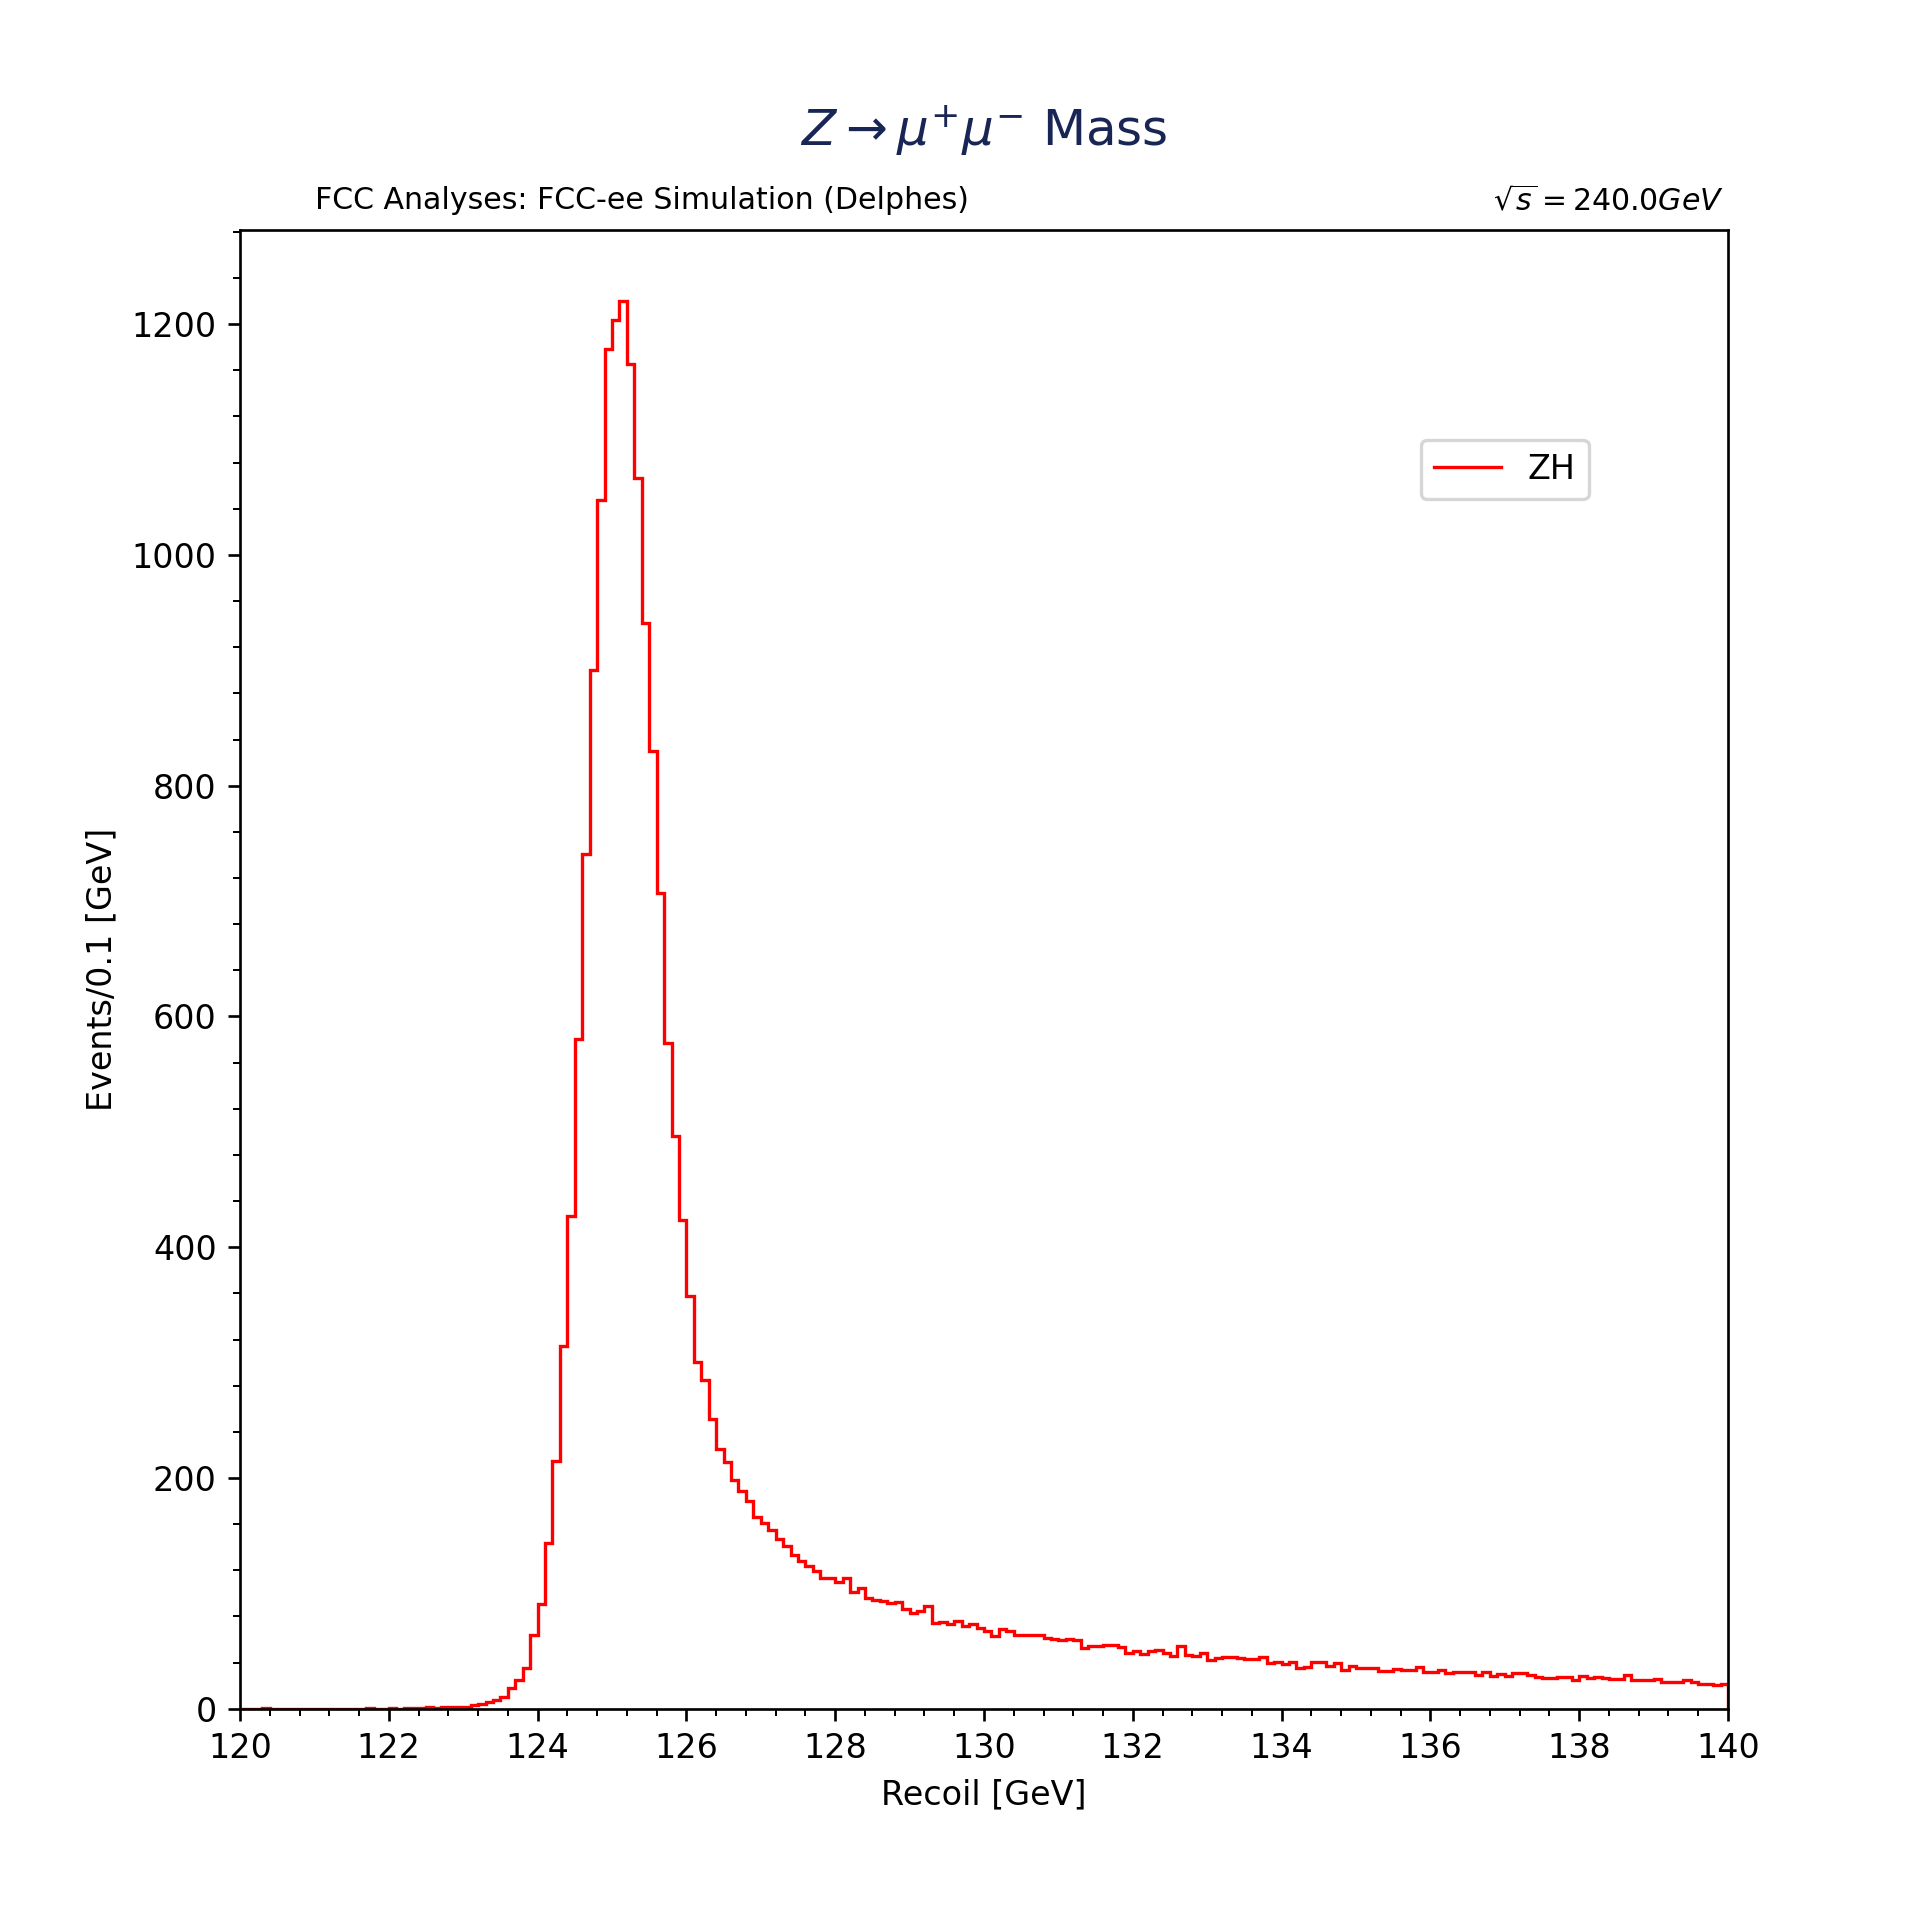 Z → μ⁺μ⁻ Mass
FCC Analyses: FCC-ee Simulation (Delphes)
√s = 240.0GeV
ZH
Events/0.1 [GeV]
1200
1000
800
600
400
200
0
120 122 124 126 128 130 132 134 136 138 140
Recoil [GeV]